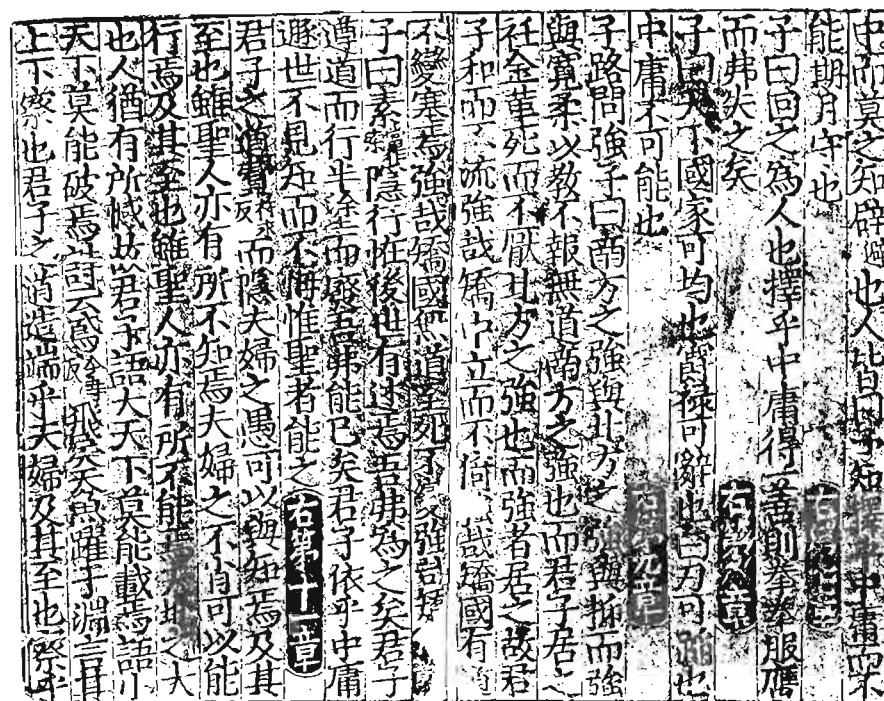 中而莫之知辟避也人皆曰予知擇乎中庸而不
能期月守也 右第七章
子曰回之為人也擇乎中庸得一善則拳拳服膺
而弗失之矣 右第八章
子曰天下國家可均也爵祿可辭也白刃可蹈也
中庸不可能也 右第九章
子路問強子曰南方之強與北方之強與抑而強
與寬柔以教不報無道南方之強也而君子居之
衽金革死而不厭北方之強也而強者居之故君
子和而不流強哉矯中立而不倚強哉矯國有道
不變塞焉強哉矯國無道至死不變強哉矯
子曰素隱行怪後世有述焉吾弗為之矣君子
遵道而行半塗而廢吾弗能已矣君子依乎中庸
遯世不見知而不悔惟聖者能之 右第十一章
君子之道費而隱夫婦之愚可以與知焉及其
至也雖聖人亦有所不知焉夫婦之不肖可以能
行焉及其至也雖聖人亦有所不能焉天地之大
也人猶有所憾故君子語大天下莫能載焉語小
天下莫能破焉詩云鳶飛戾天魚躍于淵言其
上下察也君子之道造端乎夫婦及其至也察乎